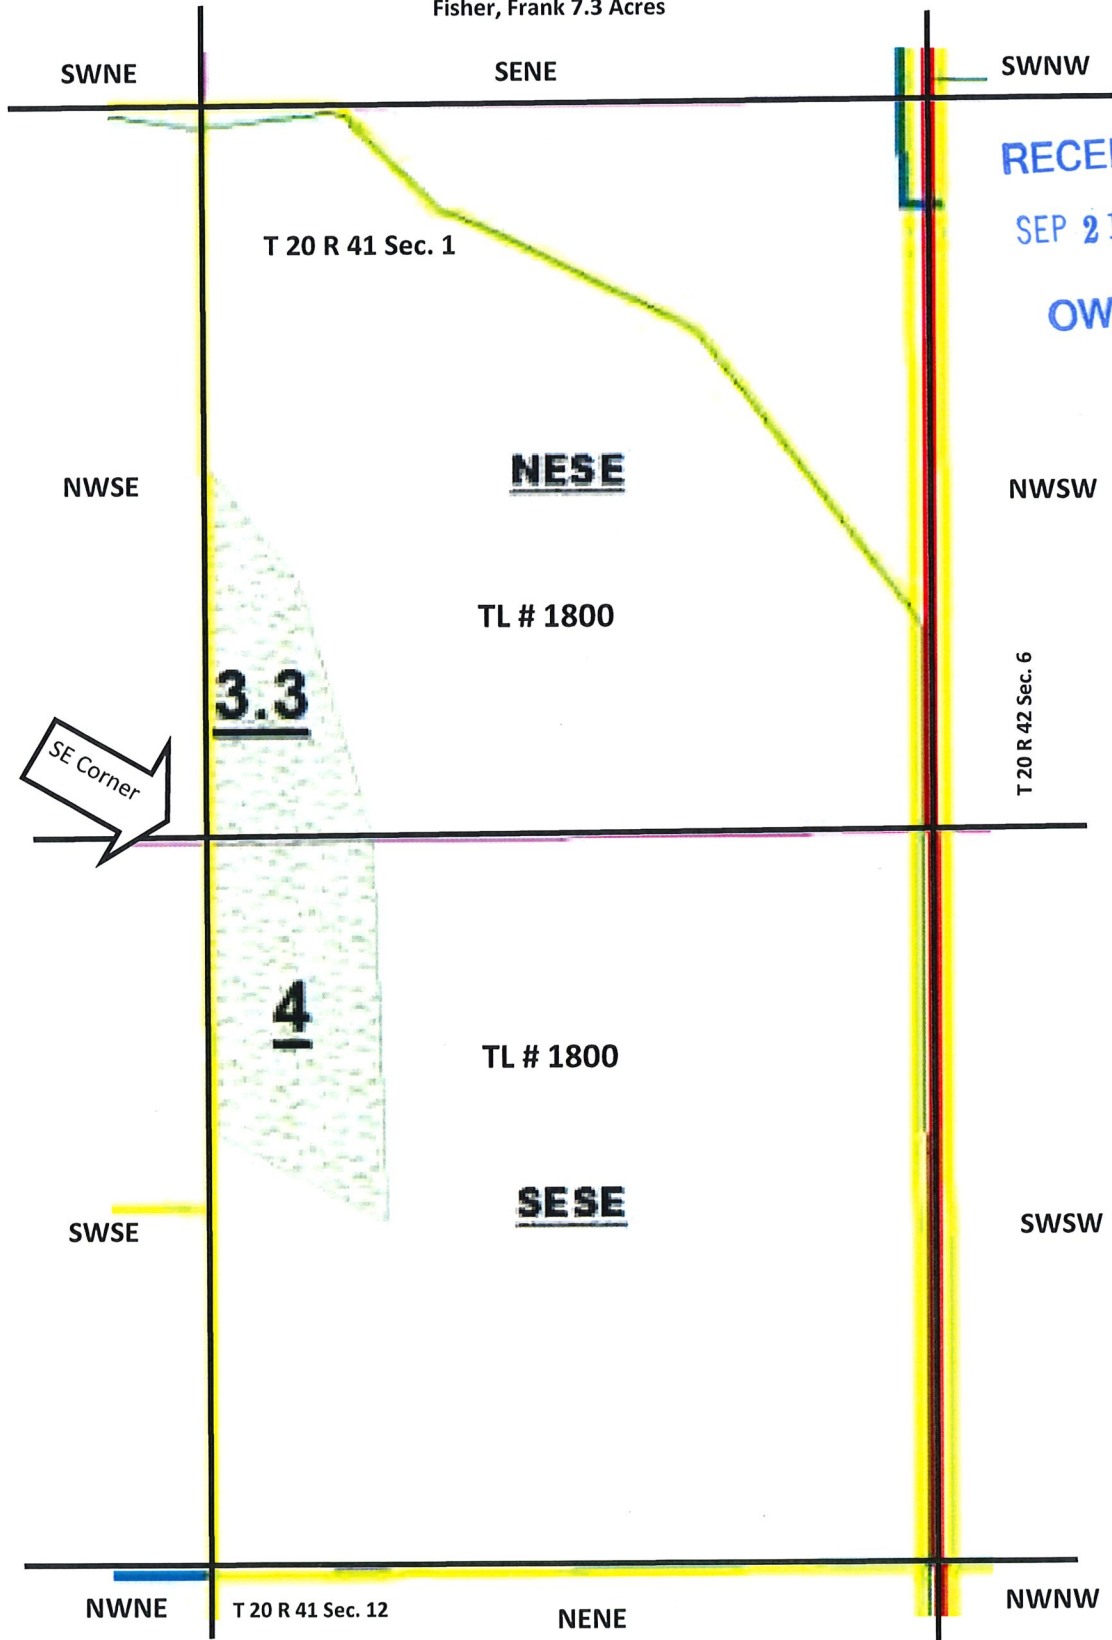 Fisher, Frank 7.3 Acres
SWNE
SENE
SWNW
SEP 2
T 20 R 41 Sec. 1
NWSE
NESE
NWSW
TL # 1800
3.3
T 20 R 42 Sec. 6
SE Corner
4
TL # 1800
SESE
SWSE
SWSW
NWNE
T 20 R 41 Sec. 12
NENE
NWNW